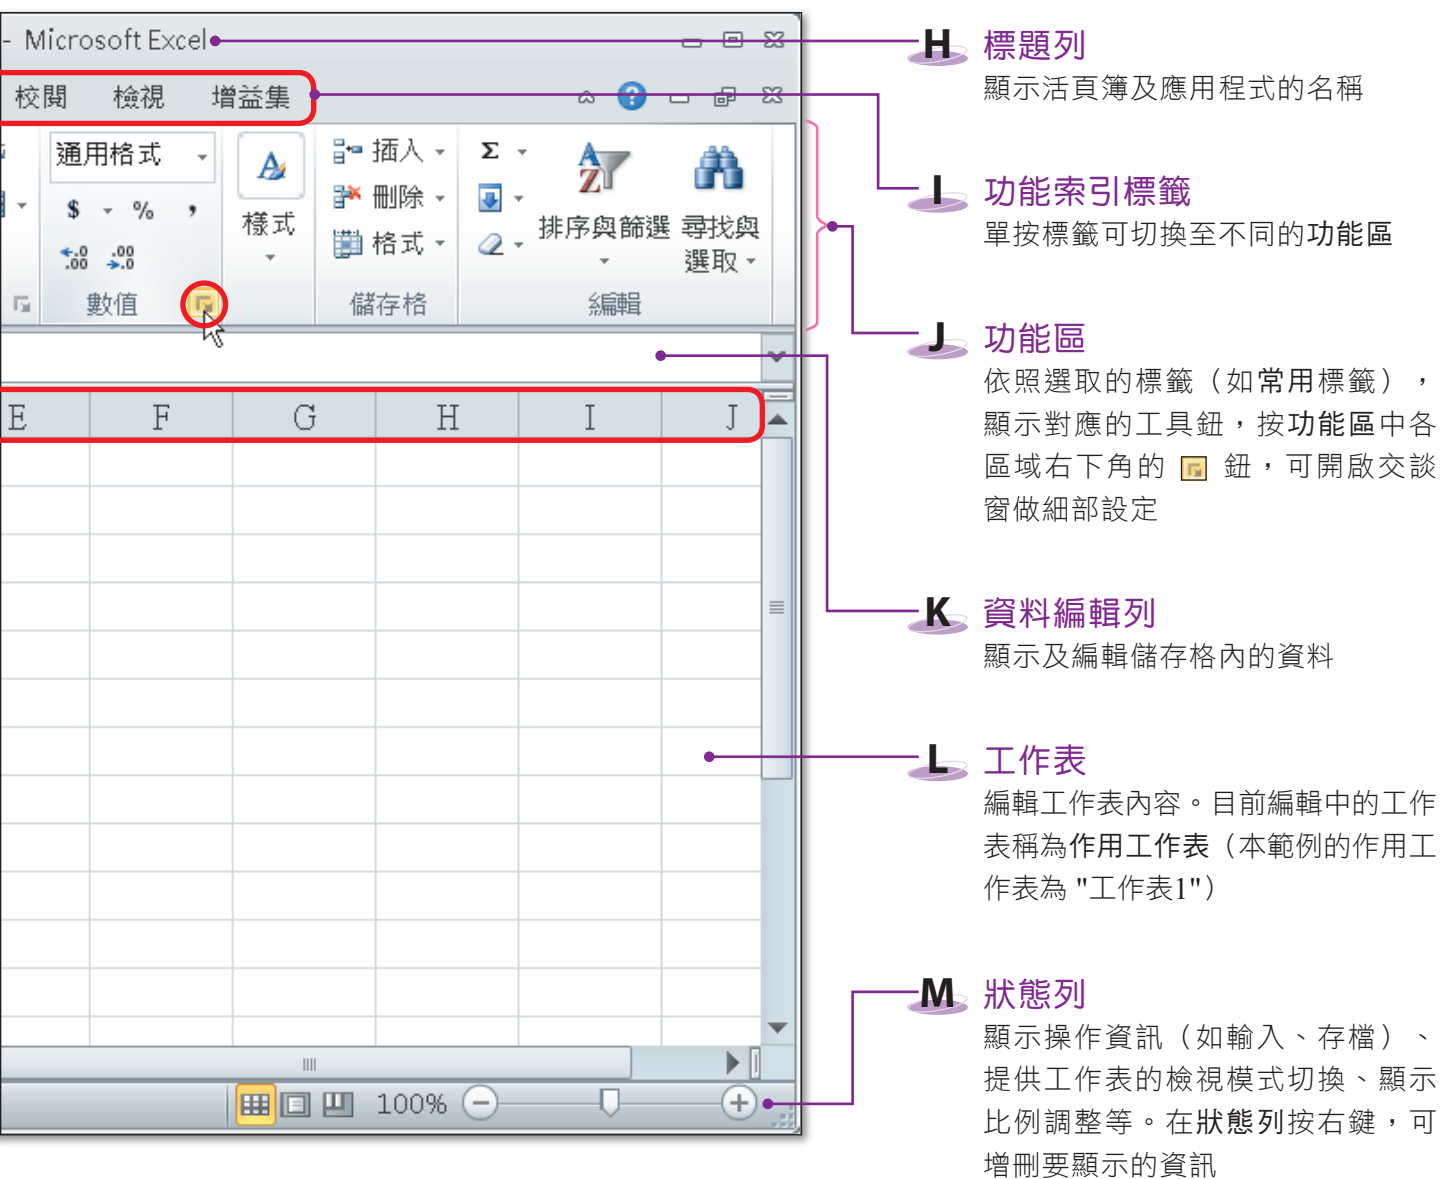 - Microsoft Excel
校閱 檢視 增益集
通用格式
$ % ,
.0 .00
.00 .0
數值
樣式
插入
刪除
格式
儲存格
Σ
A
Z
排序與篩選
尋找與
選取
編輯
E F G H I J
100%
H 標題列
顯示活頁簿及應用程式的名稱
I 功能索引標籤
單按標籤可切換至不同的功能區
J 功能區
依照選取的標籤（如常用標籤），
顯示對應的工具鈕，按功能區中各
區域右下角的 鈕，可開啟交談
窗做細部設定
K 資料編輯列
顯示及編輯儲存格內的資料
L 工作表
編輯工作表內容。目前編輯中的工作
表稱為作用工作表（本範例的作用工
作表為 "工作表1"）
M 狀態列
顯示操作資訊（如輸入、存檔）、
提供工作表的檢視模式切換、顯示
比例調整等。在狀態列按右鍵，可
增刪要顯示的資訊